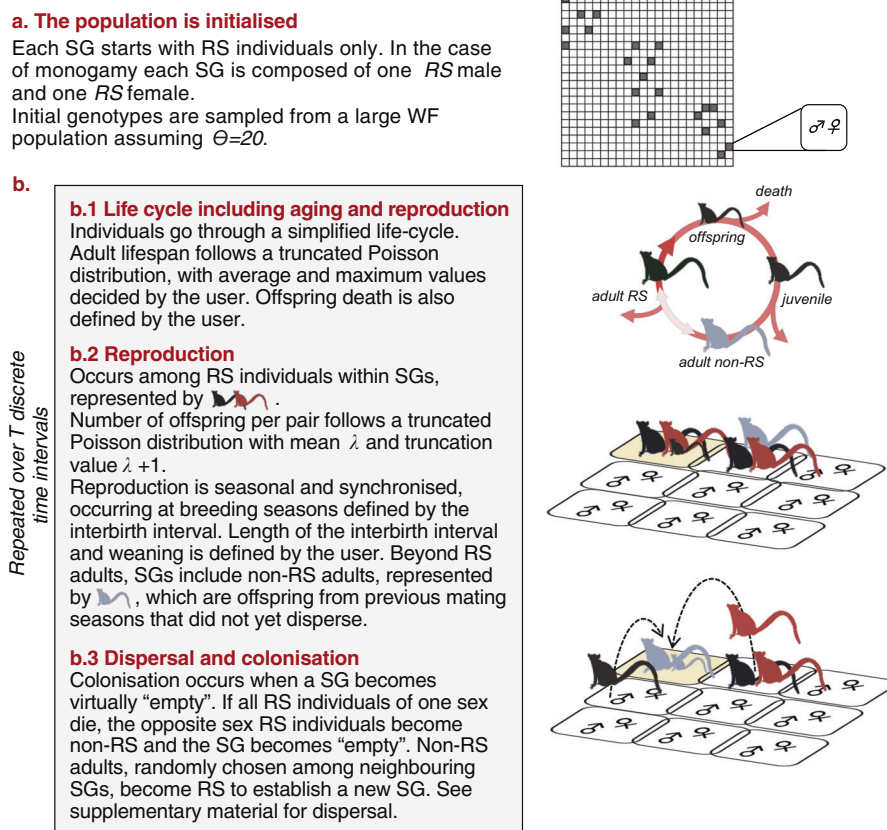 a. The population is initialised
Each SG starts with RS individuals only. In the case
of monogamy each SG is composed of one RS male
and one RS female.
Initial genotypes are sampled from a large WF
population assuming Θ=20.
♂♀
b.
Repeated over T discrete
time intervals
b.1 Life cycle including aging and reproduction
Individuals go through a simplified life-cycle.
Adult lifespan follows a truncated Poisson
distribution, with average and maximum values
decided by the user. Offspring death is also
defined by the user.
death
offspring
adult RS
juvenile
adult non-RS
b.2 Reproduction
Occurs among RS individuals within SGs,
represented by .
Number of offspring per pair follows a truncated
Poisson distribution with mean λ and truncation
value λ +1.
Reproduction is seasonal and synchronised,
occurring at breeding seasons defined by the
interbirth interval. Length of the interbirth interval
and weaning is defined by the user. Beyond RS
adults, SGs include non-RS adults, represented
by , which are offspring from previous mating
seasons that did not yet disperse.
♂♀ ♂♀ ♂♀
♂♀ ♂♀ ♂♀
b.3 Dispersal and colonisation
Colonisation occurs when a SG becomes
virtually “empty”. If all RS individuals of one sex
die, the opposite sex RS individuals become
non-RS and the SG becomes “empty”. Non-RS
adults, randomly chosen among neighbouring
SGs, become RS to establish a new SG. See
supplementary material for dispersal.
♂♀ ♂♀ ♂♀
♂♀ ♂♀ ♂♀